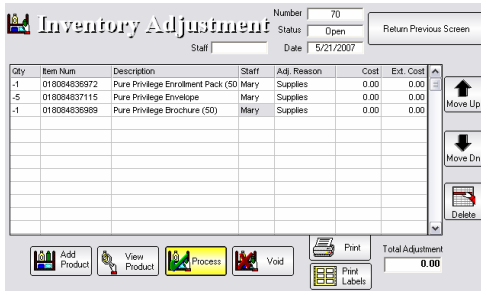 Inventory Adjustment
Number 70
Status Open
Staff
Date 5/21/2007
Return Previous Screen
Qty Item Num Description Staff Adj. Reason Cost Ext. Cost
-1 018084836972 Pure Privilege Enrollment Pack (50 Mary Supplies 0.00 0.00
-5 018084837115 Pure Privilege Envelope Mary Supplies 0.00 0.00
-1 018084836989 Pure Privilege Brochure (50) Mary Supplies 0.00 0.00
Move Up
Move Dn
Delete
Add Product
View Product
Process
Void
Print
Print Labels
Total Adjustment
0.00